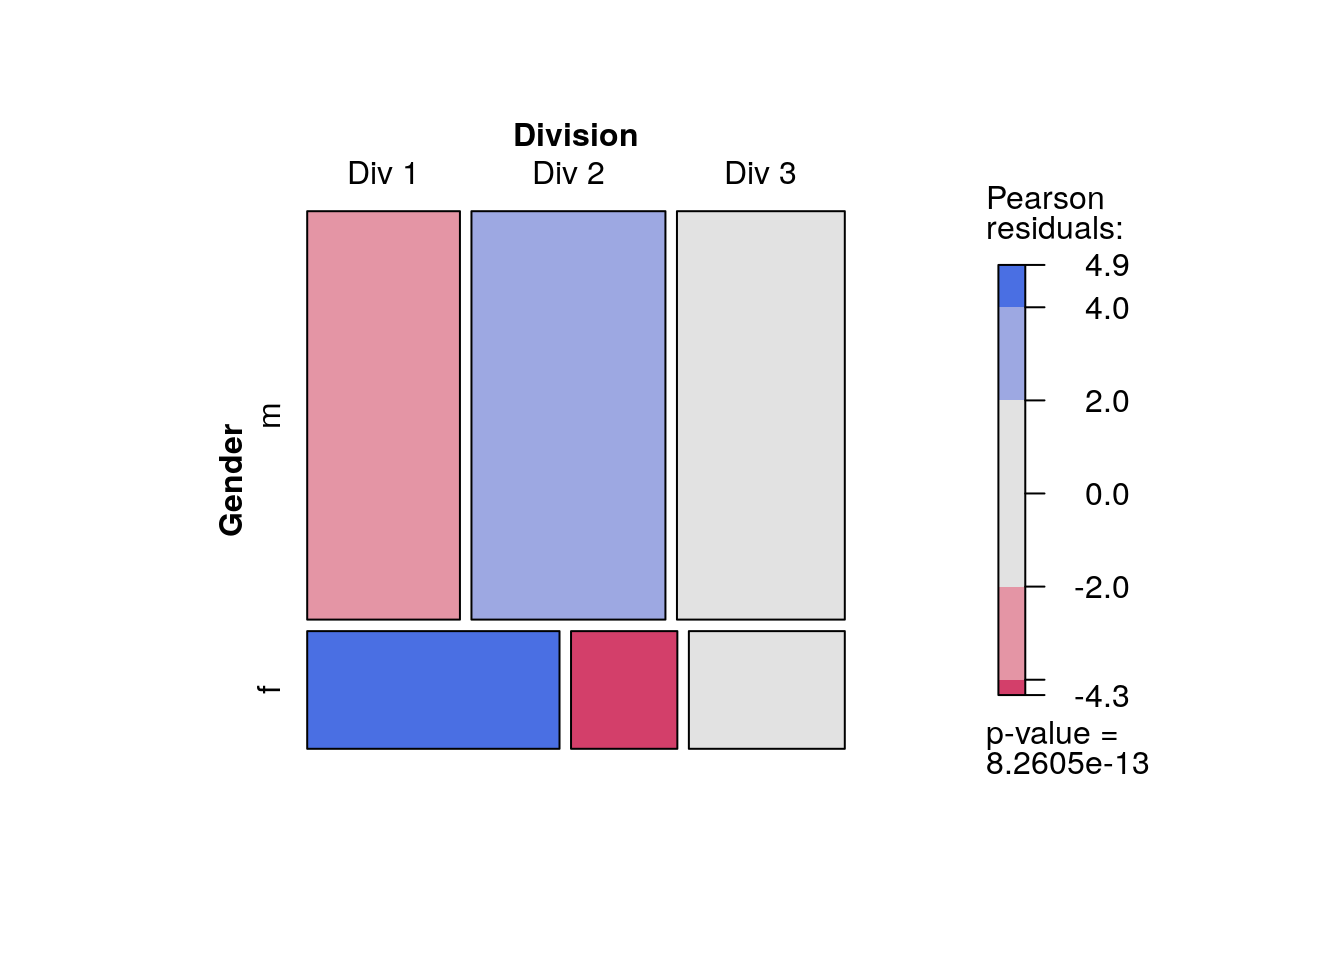 Division
Div 1 Div 2 Div 3
Gender
m
f
Pearson
residuals:
4.9
4.0
2.0
0.0
-2.0
-4.3
p-value =
8.2605e-13